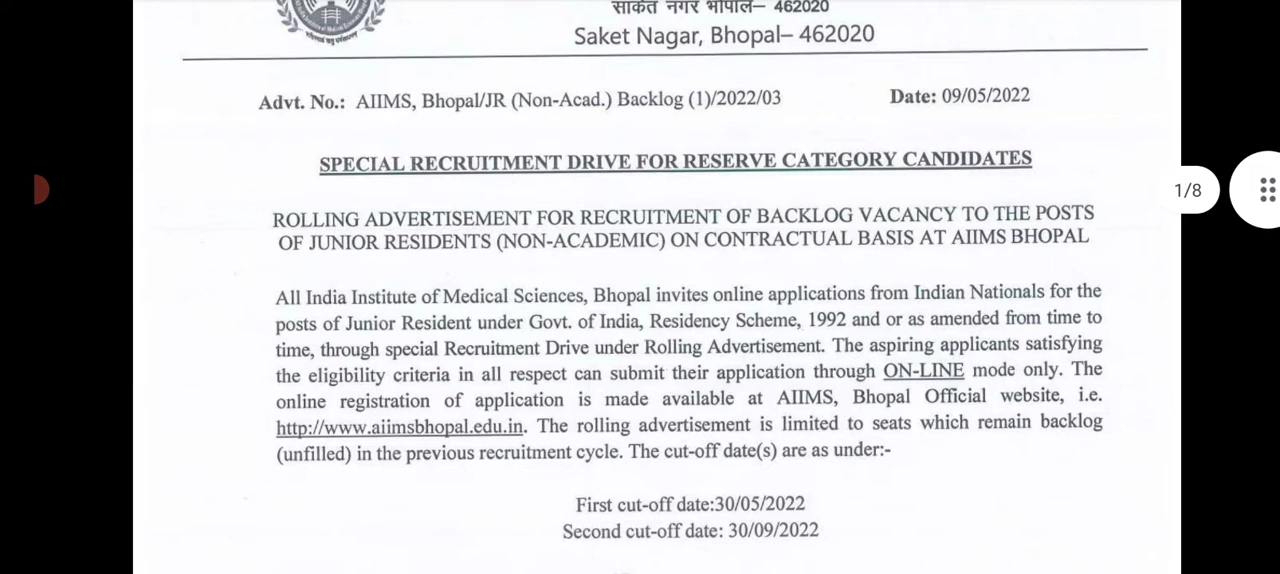 साकेत नगर भोपाल– 462020
Saket Nagar, Bhopal– 462020
Advt. No.: AIIMS, Bhopal/JR (Non-Acad.) Backlog (1)/2022/03 Date: 09/05/2022
SPECIAL RECRUITMENT DRIVE FOR RESERVE CATEGORY CANDIDATES
1/8
ROLLING ADVERTISEMENT FOR RECRUITMENT OF BACKLOG VACANCY TO THE POSTS
OF JUNIOR RESIDENTS (NON-ACADEMIC) ON CONTRACTUAL BASIS AT AIIMS BHOPAL
All India Institute of Medical Sciences, Bhopal invites online applications from Indian Nationals for the
posts of Junior Resident under Govt. of India, Residency Scheme, 1992 and or as amended from time to
time, through special Recruitment Drive under Rolling Advertisement. The aspiring applicants satisfying
the eligibility criteria in all respect can submit their application through ON-LINE mode only. The
online registration of application is made available at AIIMS, Bhopal Official website, i.e.
http://www.aiimsbhopal.edu.in. The rolling advertisement is limited to seats which remain backlog
(unfilled) in the previous recruitment cycle. The cut-off date(s) are as under:-
First cut-off date:30/05/2022
Second cut-off date: 30/09/2022